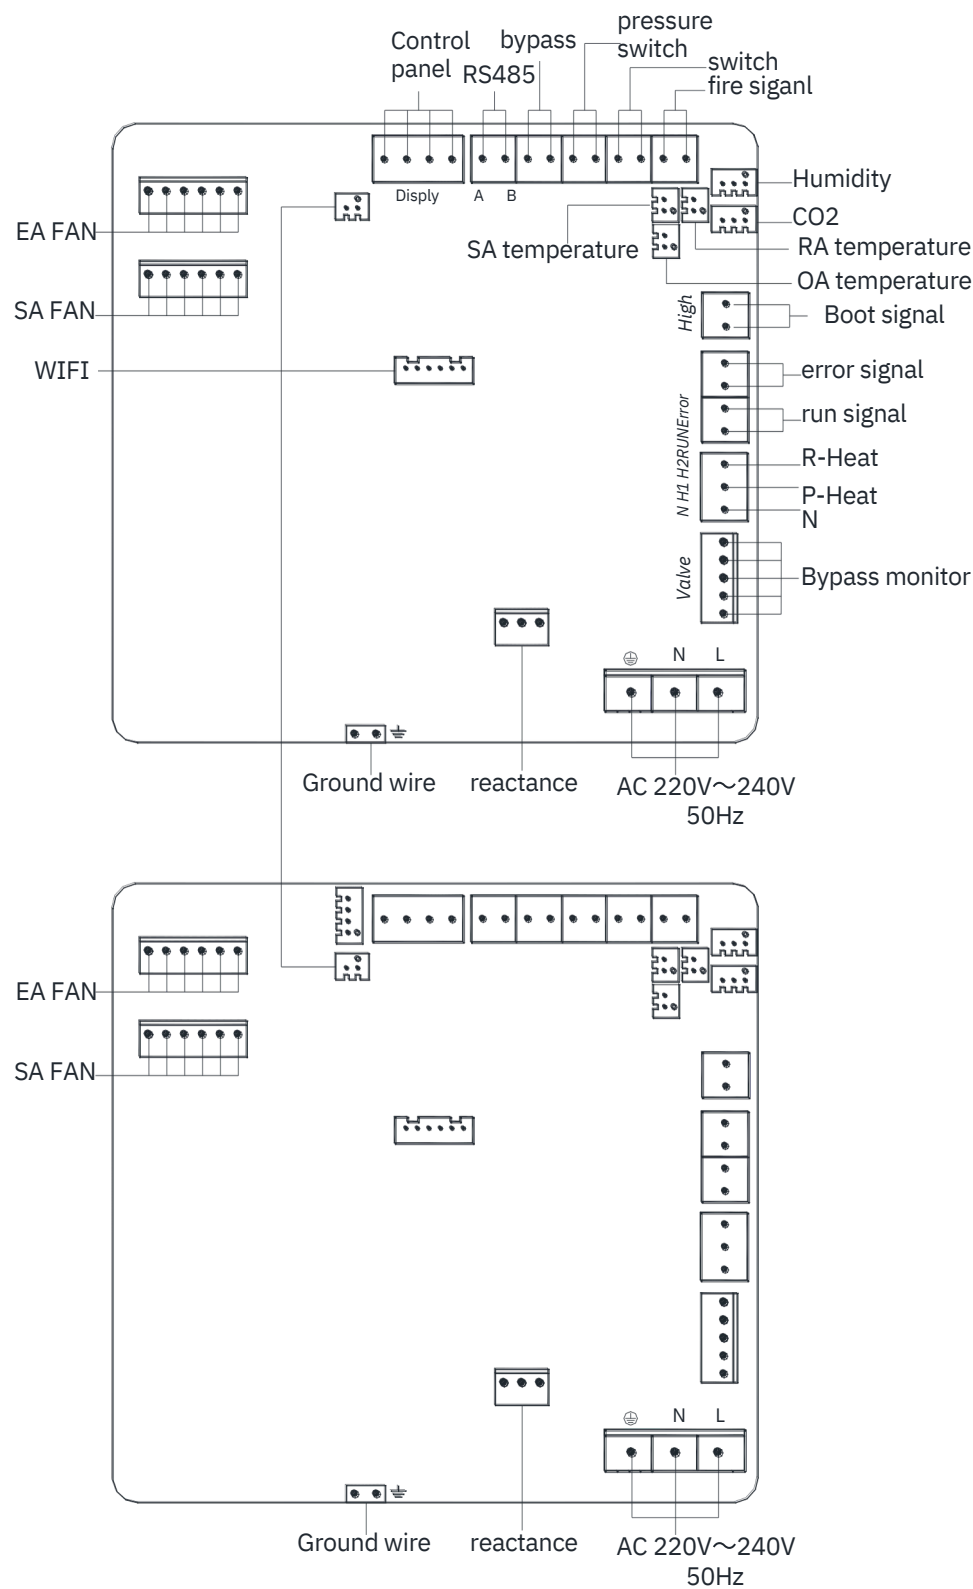 pressure
switch
Control
panel
bypass
RS485
switch
fire siganl
Disply
A B
Humidity
CO2
EA FAN
SA temperature
RA temperature
OA temperature
SA FAN
High
Boot signal
WIFI
error signal
run signal
N H1 H2RUNError
R-Heat
P-Heat
N
Valve
Bypass monitor
N L
Ground wire
reactance
AC 220V～240V
50Hz
EA FAN
SA FAN
N L
Ground wire
reactance
AC 220V～240V
50Hz